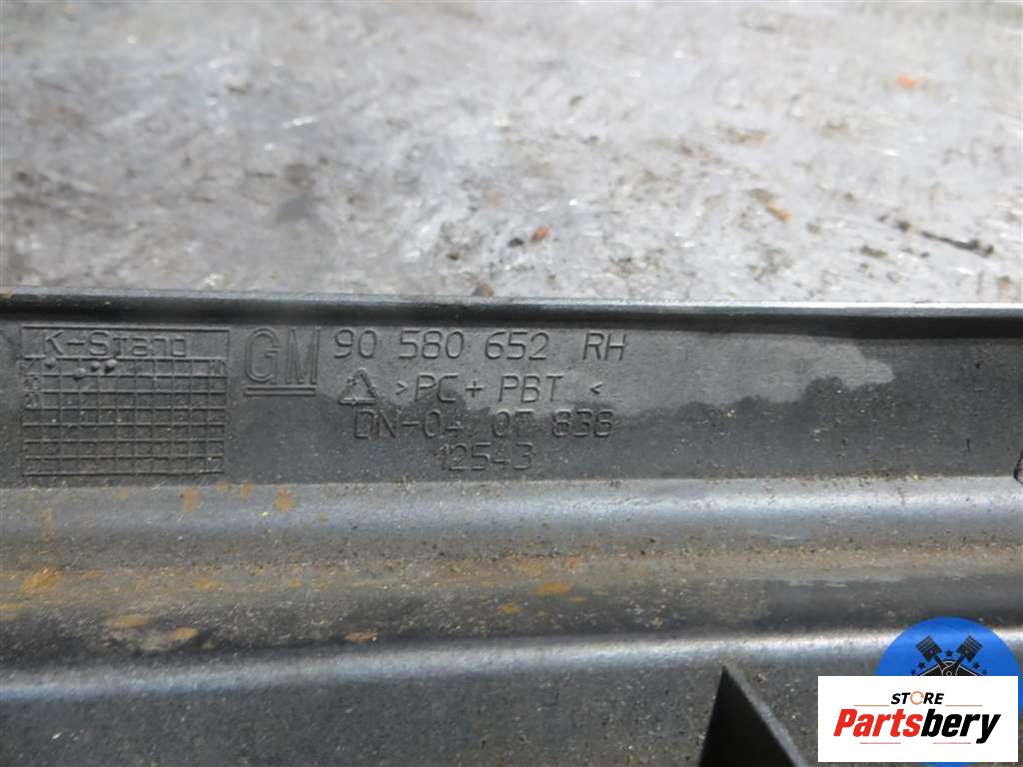 K-Stand
GM
90 580 652 RH
>PC + PBT <
DN-04 07 838
12543
STORE
Partsbery